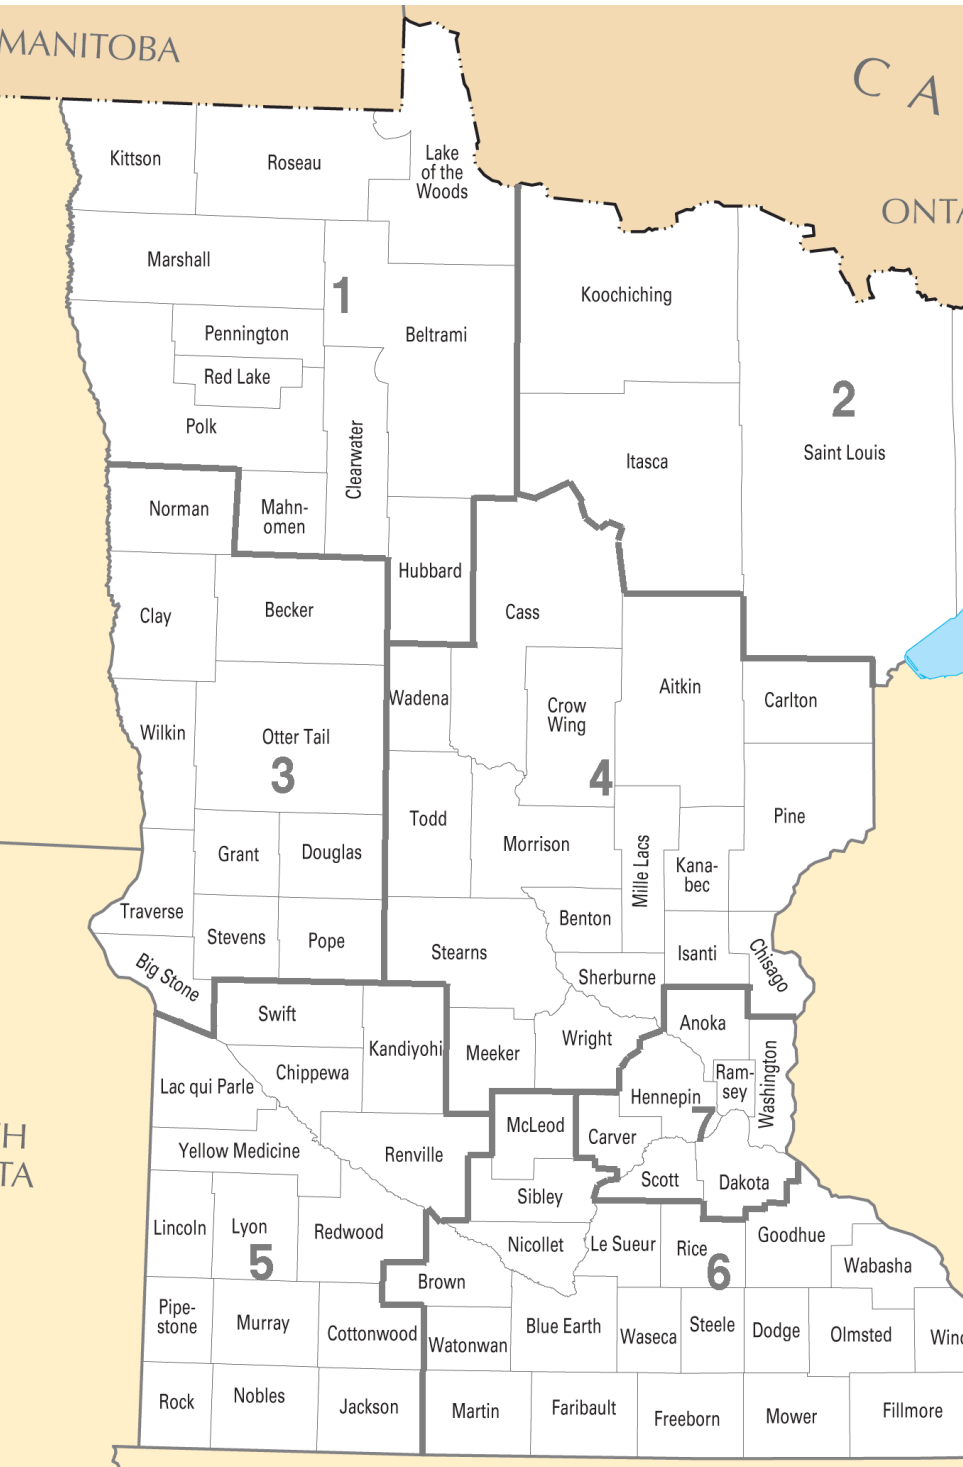 MANITOBA
C A
ONTA
Kittson
Roseau
Lake
of the
Woods
Marshall
1
Koochiching
Pennington
Beltrami
Red Lake
2
Polk
Clearwater
Itasca
Saint Louis
Norman
Mahn-
omen
Hubbard
Clay
Becker
Cass
Wadena
Aitkin
Carlton
Crow
Wing
Wilkin
Otter Tail
3
4
Todd
Pine
Morrison
Grant
Douglas
Mille Lacs
Kana-
bec
Traverse
Benton
Stevens
Pope
Stearns
Isanti
Chisago
Big Stone
Sherburne
Swift
Anoka
Kandiyohi
Meeker
Wright
Washington
Lac qui Parle
Chippewa
Ram-
sey
Hennepin
7
McLeod
Carver
H
TA
Yellow Medicine
Renville
Scott
Dakota
Sibley
Lincoln
Lyon
Redwood
Nicollet
Le Sueur
Rice
Goodhue
5
6
Wabasha
Brown
Pipe-
stone
Murray
Cottonwood
Watonwan
Blue Earth
Waseca
Steele
Dodge
Olmsted
Wino
Rock
Nobles
Jackson
Martin
Faribault
Freeborn
Mower
Fillmore